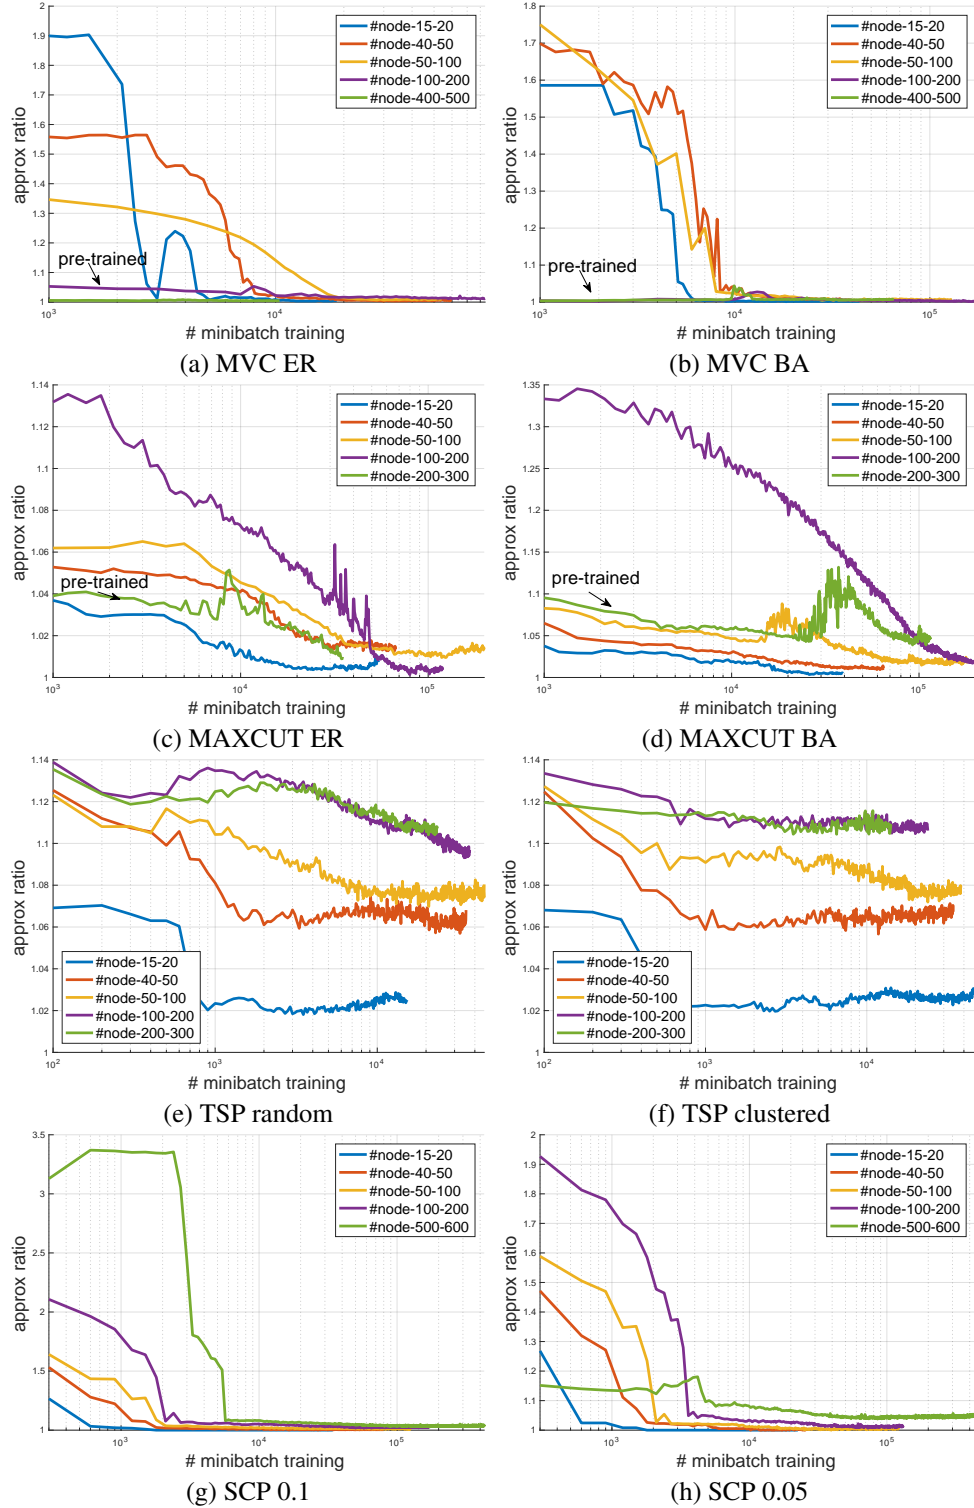 2
1.9
1.8
1.7
1.6
1.5
1.4
1.3
1.2
1.1
1
approx ratio
#node-15-20
#node-40-50
#node-50-100
#node-100-200
#node-400-500
pre-trained
10³
10⁴
# minibatch training
(a) MVC ER
1.8
1.7
1.6
1.5
1.4
1.3
1.2
1.1
1
approx ratio
#node-15-20
#node-40-50
#node-50-100
#node-100-200
#node-400-500
pre-trained
10³
10⁴
10⁵
# minibatch training
(b) MVC BA
1.14
1.12
1.1
1.08
1.06
1.04
1.02
1
approx ratio
#node-15-20
#node-40-50
#node-50-100
#node-100-200
#node-200-300
pre-trained
10³
10⁴
10⁵
# minibatch training
(c) MAXCUT ER
1.35
1.3
1.25
1.2
1.15
1.1
1.05
1
approx ratio
#node-15-20
#node-40-50
#node-50-100
#node-100-200
#node-200-300
pre-trained
10³
10⁴
10⁵
# minibatch training
(d) MAXCUT BA
1.14
1.12
1.1
1.08
1.06
1.04
1.02
1
approx ratio
#node-15-20
#node-40-50
#node-50-100
#node-100-200
#node-200-300
10²
10³
10⁴
# minibatch training
(e) TSP random
1.14
1.12
1.1
1.08
1.06
1.04
1.02
1
approx ratio
#node-15-20
#node-40-50
#node-50-100
#node-100-200
#node-200-300
10²
10³
10⁴
# minibatch training
(f) TSP clustered
3.5
3
2.5
2
1.5
1
approx ratio
#node-15-20
#node-40-50
#node-50-100
#node-100-200
#node-500-600
10³
10⁴
10⁵
# minibatch training
(g) SCP 0.1
2
1.9
1.8
1.7
1.6
1.5
1.4
1.3
1.2
1.1
1
approx ratio
#node-15-20
#node-40-50
#node-50-100
#node-100-200
#node-500-600
10³
10⁴
10⁵
# minibatch training
(h) SCP 0.05